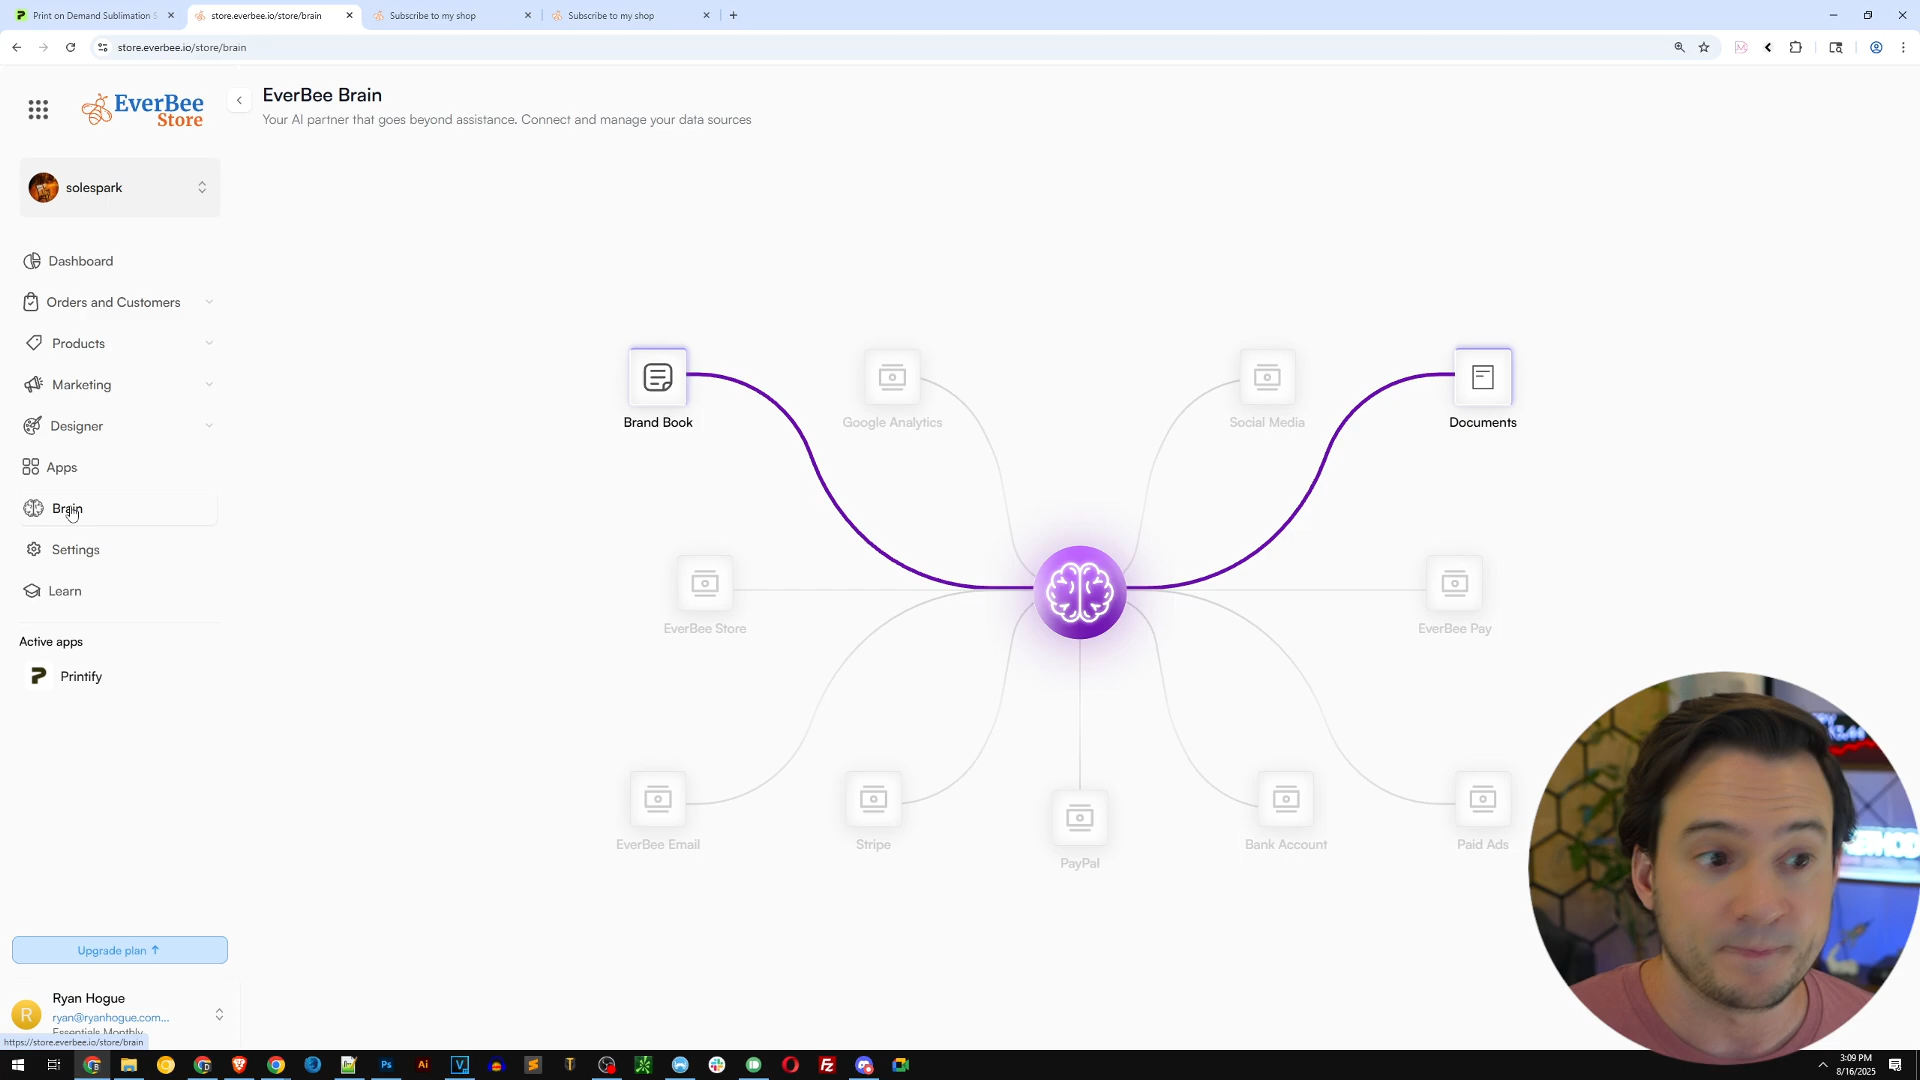 Print on Demand Sublimation S
store.everbee.io/store/brain
Subscribe to my shop
Subscribe to my shop
store.everbee.io/store/brain
EverBee
Store
EverBee Brain
Your AI partner that goes beyond assistance. Connect and manage your data sources
solespark
Dashboard
Orders and Customers
Products
Marketing
Designer
Apps
Brain
Settings
Learn
Active apps
Printify
Brand Book
Google Analytics
Social Media
Documents
EverBee Store
EverBee Pay
EverBee Email
Stripe
PayPal
Bank Account
Paid Ads
Upgrade plan ↑
R
Ryan Hogue
ryan@ryanhogue.com...
Essentials Monthly
https://store.everbee.io/store/brain
3:09 PM
8/16/2025